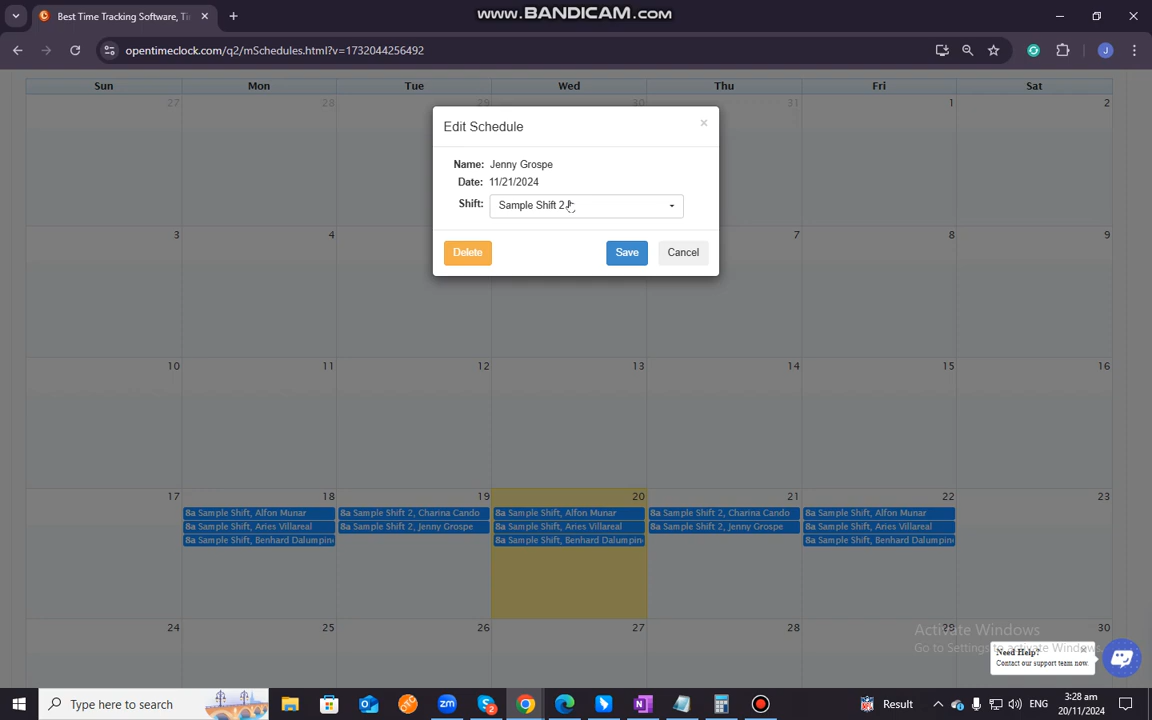 www.BANDICAM.com
Best Time Tracking Software, Ti
opentimeclock.com/q2/mSchedules.html?v=1732044256492
J
Sun Mon Tue Wed Thu Fri Sat
27 28 29 30 31 1 2
Edit Schedule
Name: Jenny Grospe
Date: 11/21/2024
Shift: Sample Shift 2
Delete Save Cancel
3 4 7 8 9
10 11 12 13 14 15 16
17 18 19 20 21 22 23
8a Sample Shift, Alfon Munar
8a Sample Shift, Aries Villareal
8a Sample Shift, Benhard Dalumpin
8a Sample Shift 2, Charina Cando
8a Sample Shift 2, Jenny Grospe
8a Sample Shift, Alfon Munar
8a Sample Shift, Aries Villareal
8a Sample Shift, Benhard Dalumpin
8a Sample Shift 2, Charina Cando
8a Sample Shift 2, Jenny Grospe
8a Sample Shift, Alfon Munar
8a Sample Shift, Aries Villareal
8a Sample Shift, Benhard Dalumpin
24 25 26 27 28 29 30
Activate Windows
Go to Settings to activate Windows.
Need Help?
Contact our support team now.
Type here to search
zm
N
Result
ENG
3:28 am
20/11/2024